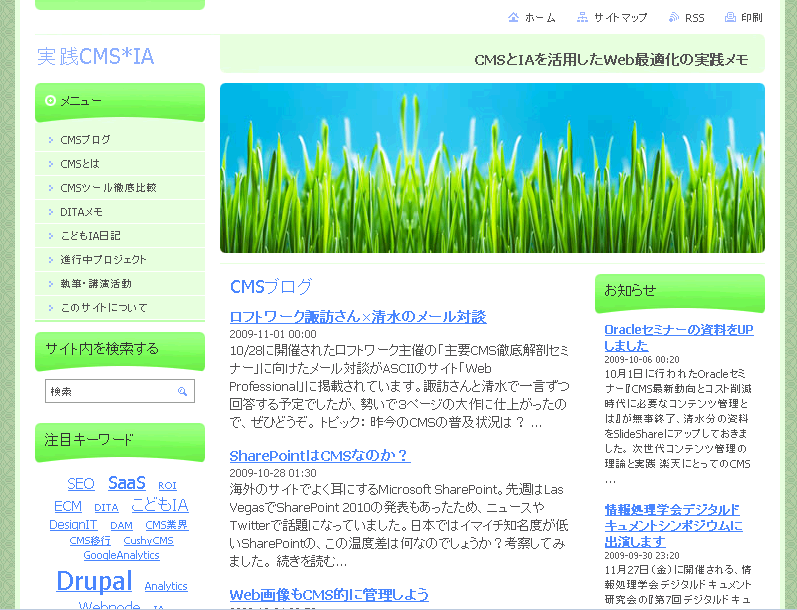 ホーム
サイトマップ
RSS
印刷
実践CMS*IA
CMSとIAを活用したWeb最適化の実践メモ
メニュー
CMSブログ
CMSとは
CMSツール徹底比較
DITAメモ
こどもIA日記
進行中プロジェクト
執筆・講演活動
このサイトについて
サイト内を検索する
検索
注目キーワード
SEO SaaS ROI
ECM DITA こどもIA
DesignIT DAM CMS業界
CMS移行 CushyCMS
GoogleAnalytics
Drupal Analytics
Webnode IA
CMSブログ
ロフトワーク諏訪さん×清水のメール対談
2009-11-01 00:00
10/28に開催されたロフトワーク主催の「主要CMS徹底解剖セミ
ナー」に向けたメール対談がASCIIのサイト「Web
Professional」に掲載されています。諏訪さんと清水で一言ずつ
回答する予定でしたが、勢いで3ページの大作に仕上がったの
で、ぜひどうぞ。 トピック： 昨今のCMSの普及状況は？ ...
SharePointはCMSなのか？
2009-10-28 01:30
海外のサイトでよく耳にするMicrosoft SharePoint。先週はLas
VegasでSharePoint 2010の発表もあったため、ニュースや
Twitterで話題になっていました。日本ではイマイチ知名度が低
いSharePointの、この温度差は何なのでしょうか？考察してみ
ました。 続きを読む...
Web画像もCMS的に管理しよう
お知らせ
Oracleセミナーの資料をUP
しました
2009-10-06 00:20
10月1日に行われたOracleセミ
ナー『CMS最新動向とコスト削減
時代に必要なコンテンツ管理と
は』が無事終了、清水分の資料
をSlideShareにアップしておきま
した。 次世代コンテンツ管理の
理論と実践 楽天にとってのCMS
...
情報処理学会デジタルド
キュメントシンポジウムに
出演します
2009-09-30 23:20
11月27日（金）に開催される、情
報処理学会デジタルドキュメント
研究会の『第7回デジタルドキュ